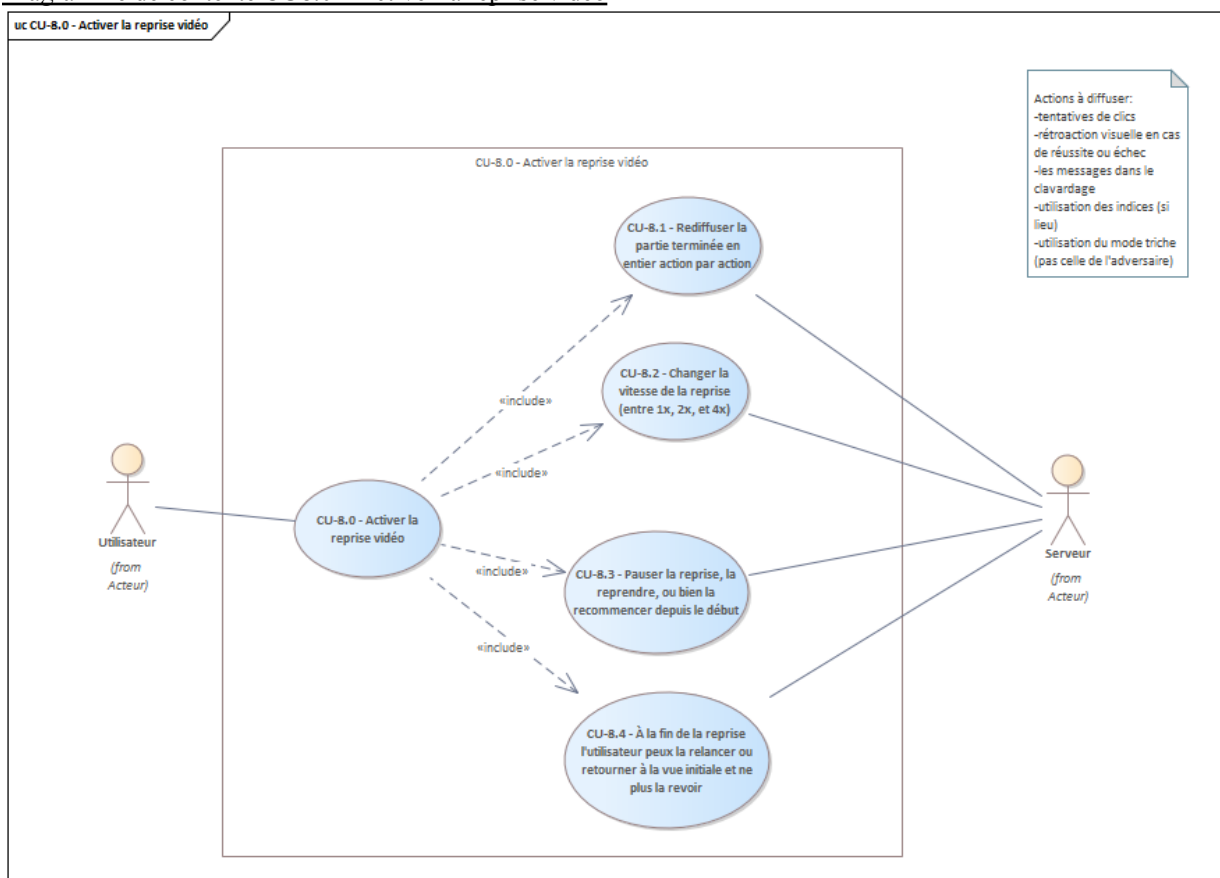 uc CU-8.0 - Activer la reprise vidéo
Actions à diffuser:
-tentatives de clics
-rétroaction visuelle en cas
de réussite ou échec
-les messages dans le
clavardage
-utilisation des indices (si
lieu)
-utilisation du mode triche
(pas celle de l'adversaire)
CU-8.0 - Activer la reprise vidéo
CU-8.1 - Rediffuser la
partie terminée en
entier action par action
CU-8.2 - Changer la
vitesse de la reprise
(entre 1x, 2x, et 4x)
«include»
«include»
Utilisateur
(from
Acteur)
CU-8.0 - Activer la
reprise vidéo
Serveur
(from
Acteur)
«include»
CU-8.3 - Pauser la reprise, la
reprendre, ou bien la
recommencer depuis le début
«include»
CU-8.4 - À la fin de la reprise
l'utilisateur peux la relancer ou
retourner à la vue initiale et ne
plus la revoir